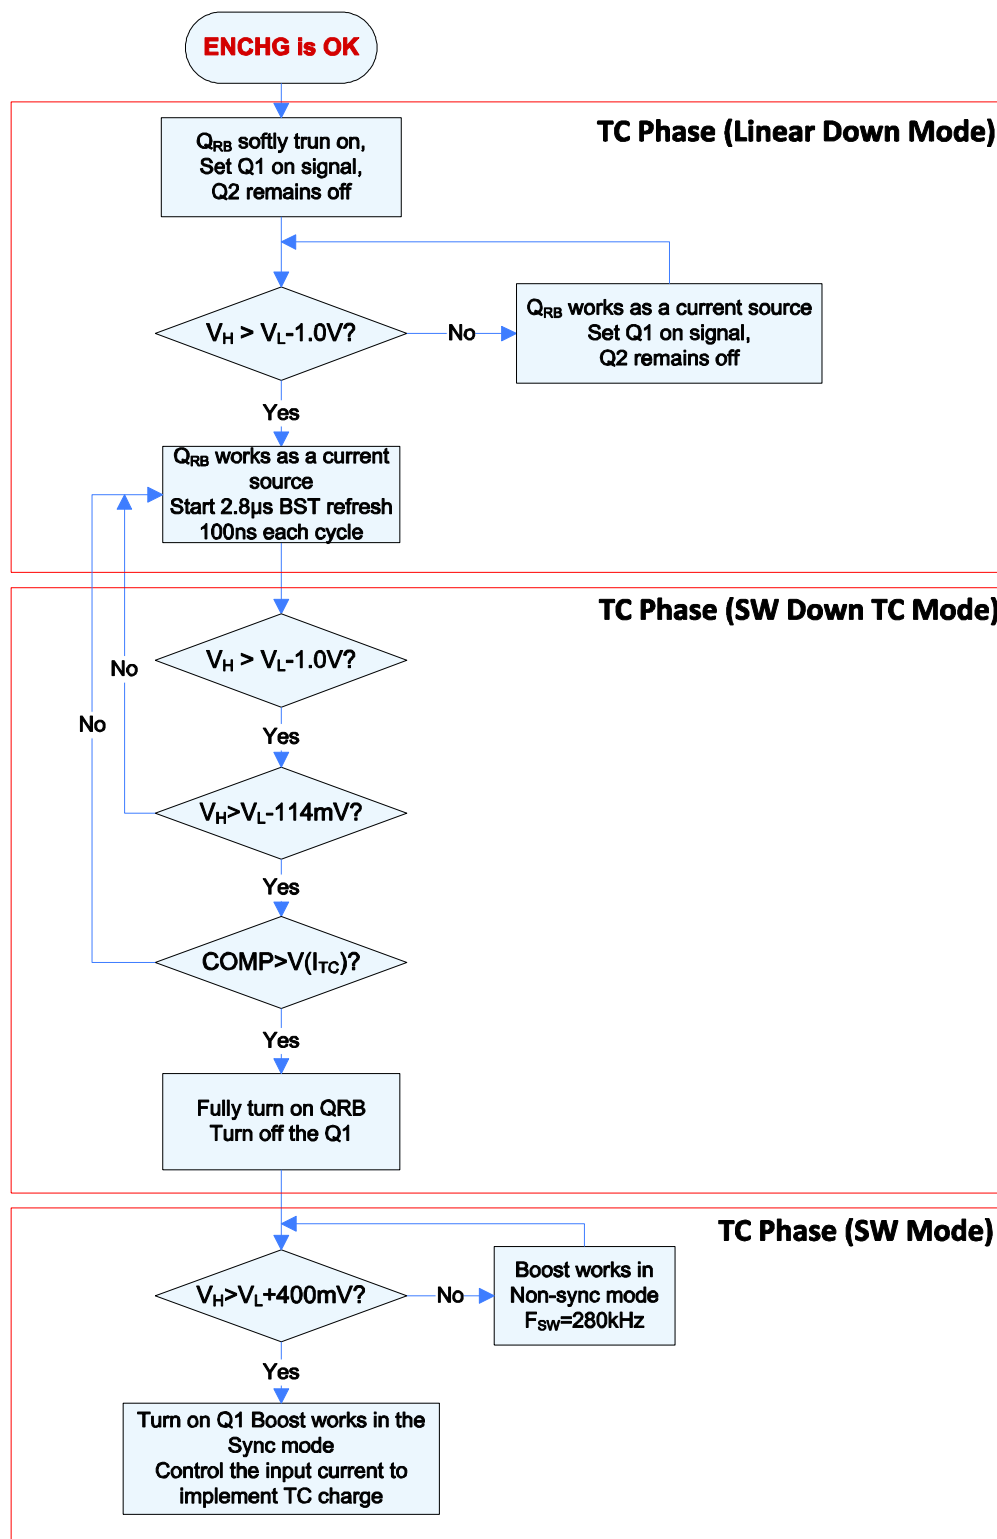 ENCHG is OK
TC Phase (Linear Down Mode)
QRB softly trun on,
Set Q1 on signal,
Q2 remains off
VH > VL-1.0V?
No
QRB works as a current source
Set Q1 on signal,
Q2 remains off
Yes
QRB works as a current
source
Start 2.8μs BST refresh
100ns each cycle
TC Phase (SW Down TC Mode)
VH > VL-1.0V?
No
No
Yes
VH>VL-114mV?
Yes
COMP>V(ITC)?
Yes
Fully turn on QRB
Turn off the Q1
TC Phase (SW Mode)
VH>VL+400mV?
No
Boost works in
Non-sync mode
FSW=280kHz
Yes
Turn on Q1 Boost works in the
Sync mode
Control the input current to
implement TC charge